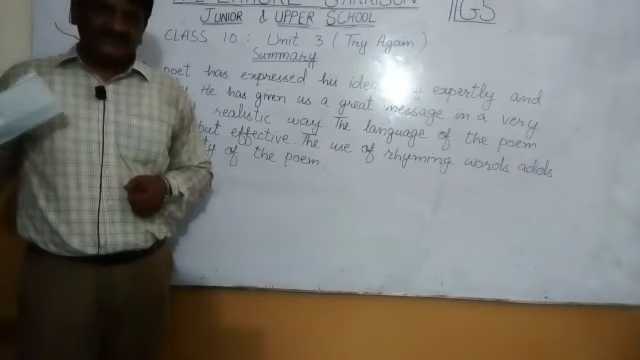 LAHORE GARRISON
JUNIOR & UPPER SCHOOL
CLASS 10 : Unit 3 ( Try Again )
Summary
poet has expressed his expertly and
He has given us a great message in a very
realistic way. The language of the poem
but effective. The use of rhyming words adds
of the poem